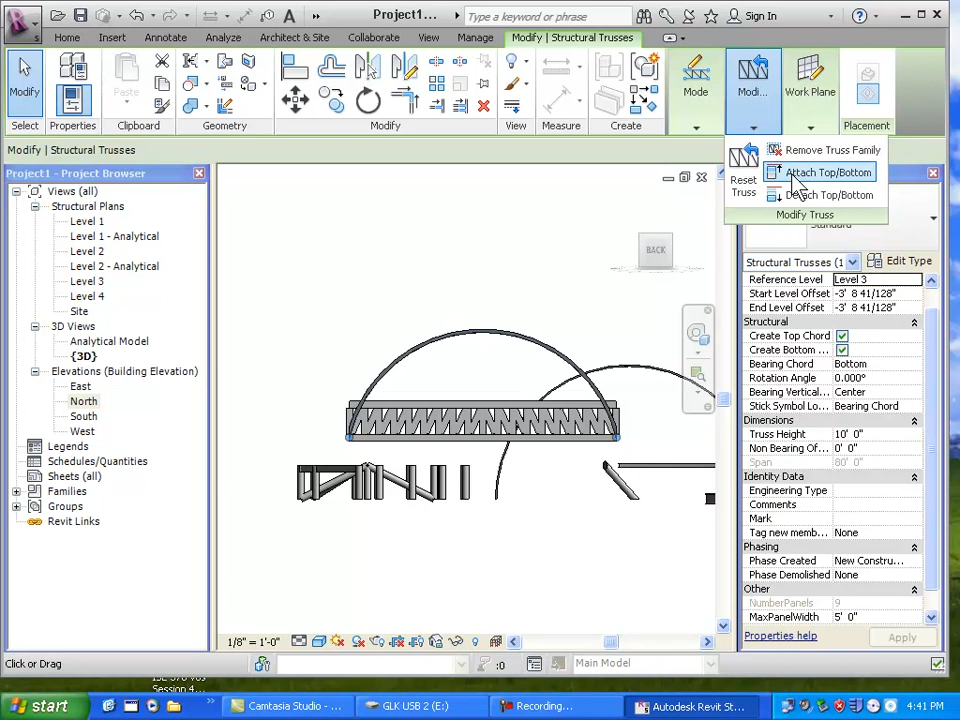 Project1...
Type a keyword or phrase
Sign In
Home
Insert
Annotate
Analyze
Architect & Site
Collaborate
View
Manage
Modify | Structural Trusses
Modify
Paste
Mode
Modi...
Work Plane
Select
Properties
Clipboard
Geometry
Modify
View
Measure
Create
Placement
Modify | Structural Trusses
Remove Truss Family
Attach Top/Bottom
Detach Top/Bottom
Reset
Truss
Modify Truss
Project1 - Project Browser
Views (all)
Structural Plans
Level 1
Level 1 - Analytical
Level 2
Level 2 - Analytical
Level 3
Level 4
Site
3D Views
Analytical Model
{3D}
Elevations (Building Elevation)
East
North
South
West
Legends
Schedules/Quantities
Sheets (all)
Families
Groups
Revit Links
BACK
Standard
Structural Trusses (1
Edit Type
Reference Level Level 3
Start Level Offset -3' 8 41/128"
End Level Offset -3' 8 41/128"
Structural
Create Top Chord
Create Bottom ...
Bearing Chord Bottom
Rotation Angle 0.000°
Bearing Vertical... Center
Stick Symbol Lo... Bearing Chord
Dimensions
Truss Height 10' 0"
Non Bearing Of... 0' 0"
Span 80' 0"
Identity Data
Engineering Type
Comments
Mark
Tag new memb... None
Phasing
Phase Created New Constru...
Phase Demolished None
Other
NumberPanels 9
MaxPanelWidth 5' 0"
Properties help
Apply
1/8" = 1'-0"
Click or Drag
:0
Main Model
Session 4...
start
Camtasia Studio - ...
GLK USB 2 (E:)
Recording...
Autodesk Revit St...
4:41 PM